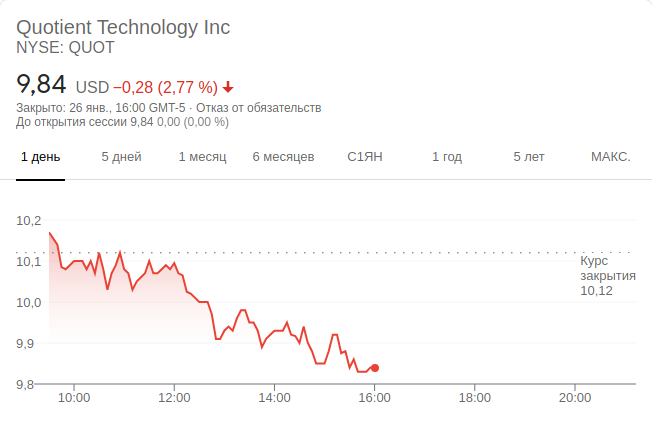 Quotient Technology Inc
NYSE: QUOT
9,84 USD −0,28 (2,77 %)
Закрыто: 26 янв., 16:00 GMT-5 · Отказ от обязательств
До открытия сессии 9,84 0,00 (0,00 %)
1 день 5 дней 1 месяц 6 месяцев С1ЯН 1 год 5 лет МАКС.
10,2
10,1
10,0
9,9
9,8
Курс
закрытия
10,12
10:00 12:00 14:00 16:00 18:00 20:00